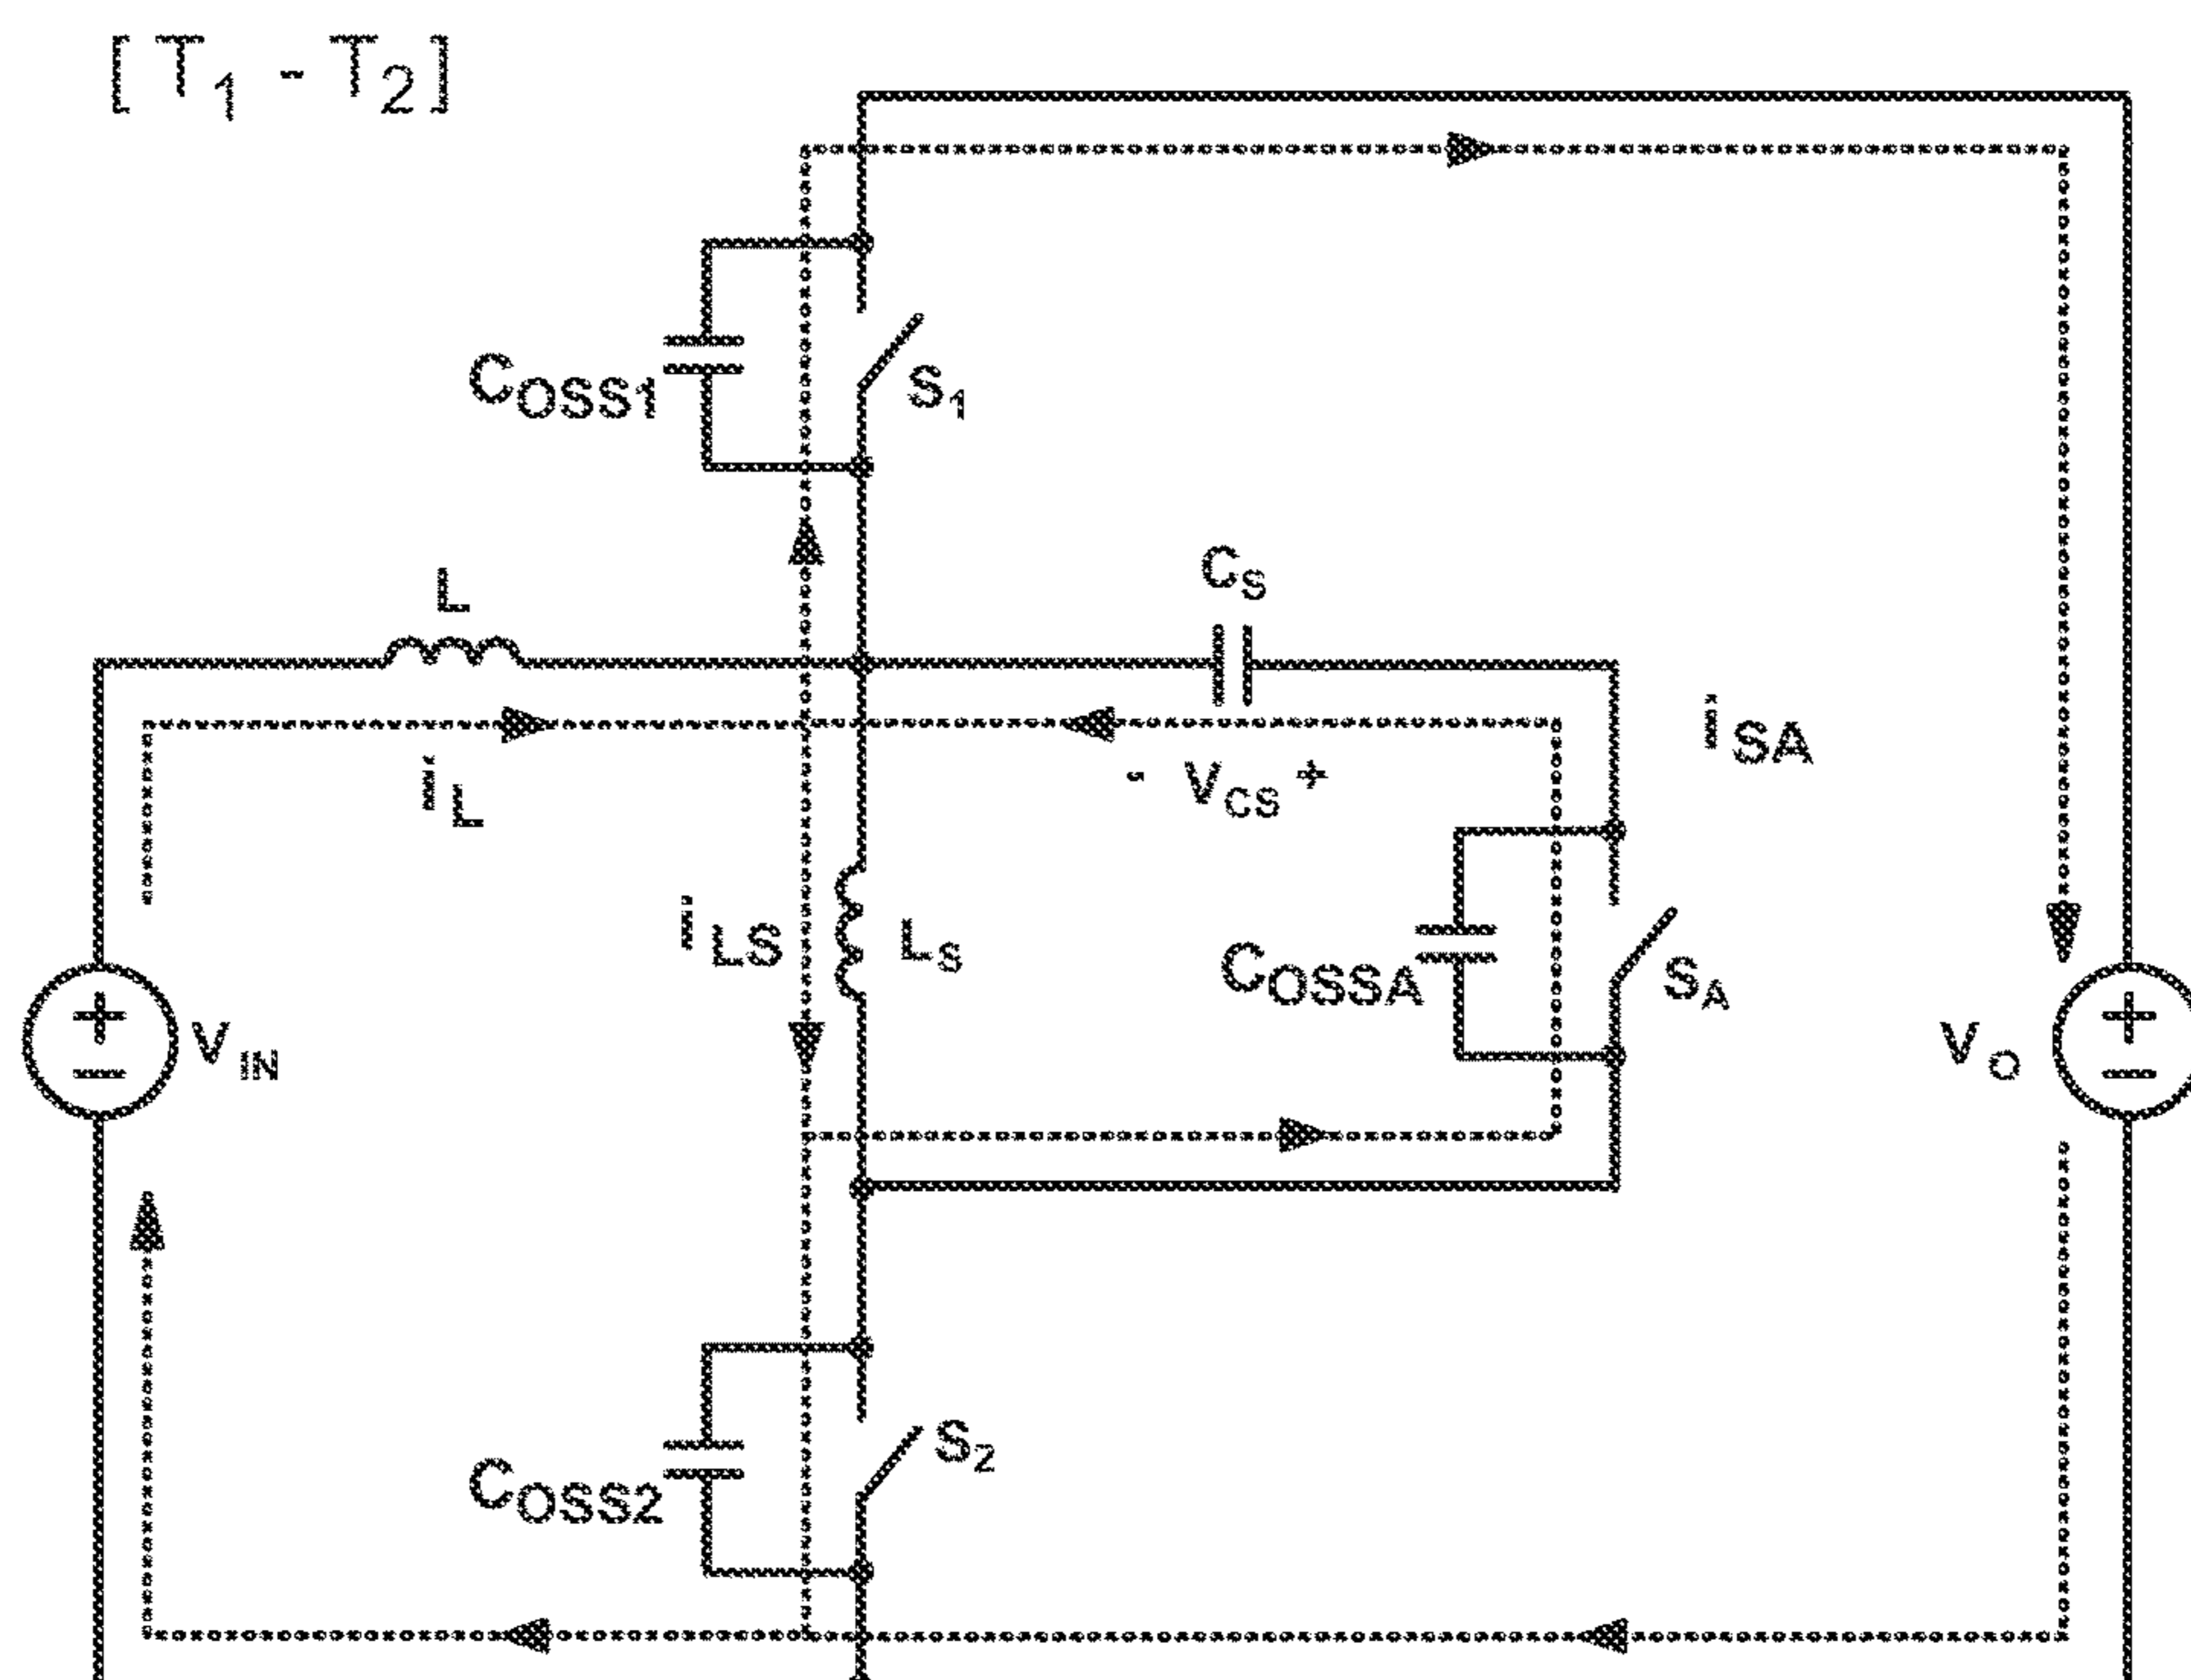 [ T1 - T2 ]
COSS1
S1
L
CS
iL
- VCS +
iSA
iLS
LS
COSSA
SA
+
−
VIN
VO
+
−
S2
COSS2